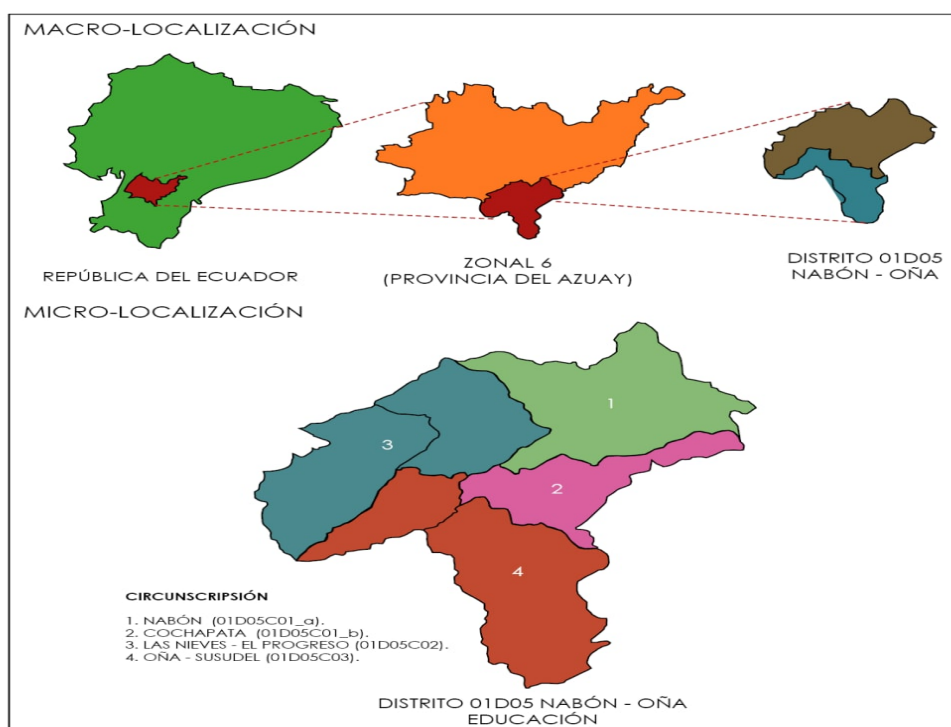 MACRO-LOCALIZACIÓN
REPÚBLICA DEL ECUADOR
ZONAL 6
(PROVINCIA DEL AZUAY)
DISTRITO 01D05
NABÓN - OÑA
MICRO-LOCALIZACIÓN
1
3
2
4
CIRCUNSCRIPSIÓN
1. NABÓN (01D05C01_a).
2. COCHAPATA (01D05C01_b).
3. LAS NIEVES - EL PROGRESO (01D05C02).
4. OÑA - SUSUDEL (01D05C03).
DISTRITO 01D05 NABÓN - OÑA
EDUCACIÓN